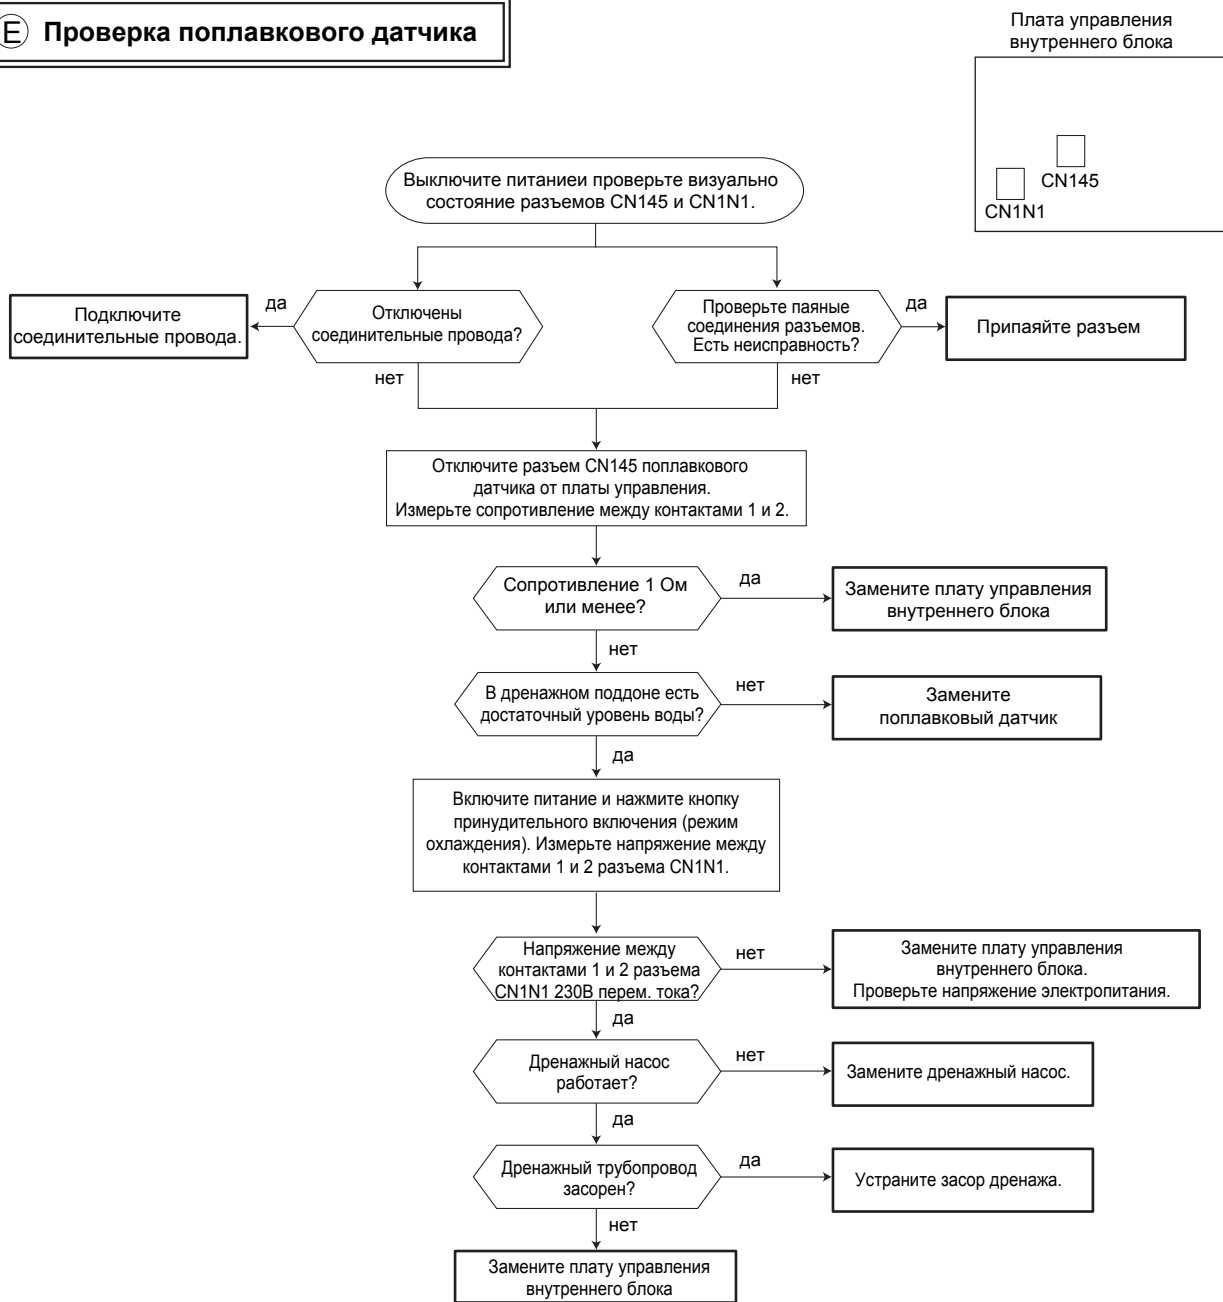 E Проверка поплавкового датчика
Плата управления
внутреннего блока
CN145
CN1N1
Выключите питаниеи проверьте визуально
состояние разъемов CN145 и CN1N1.
Подключите
соединительные провода.
да
Отключены
соединительные провода?
нет
Проверьте паяные
соединения разъемов.
Есть неисправность?
да
Припаяйте разъем
нет
Отключите разъем CN145 поплавкового
датчика от платы управления.
Измерьте сопротивление между контактами 1 и 2.
Сопротивление 1 Ом
или менее?
да
Замените плату управления
внутреннего блока
нет
В дренажном поддоне есть
достаточный уровень воды?
нет
Замените
поплавковый датчик
да
Включите питание и нажмите кнопку
принудительного включения (режим
охлаждения). Измерьте напряжение между
контактами 1 и 2 разъема CN1N1.
Напряжение между
контактами 1 и 2 разъема
CN1N1 230В перем. тока?
нет
Замените плату управления
внутреннего блока.
Проверьте напряжение электропитания.
да
Дренажный насос
работает?
нет
Замените дренажный насос.
да
Дренажный трубопровод
засорен?
да
Устраните засор дренажа.
нет
Замените плату управления
внутреннего блока